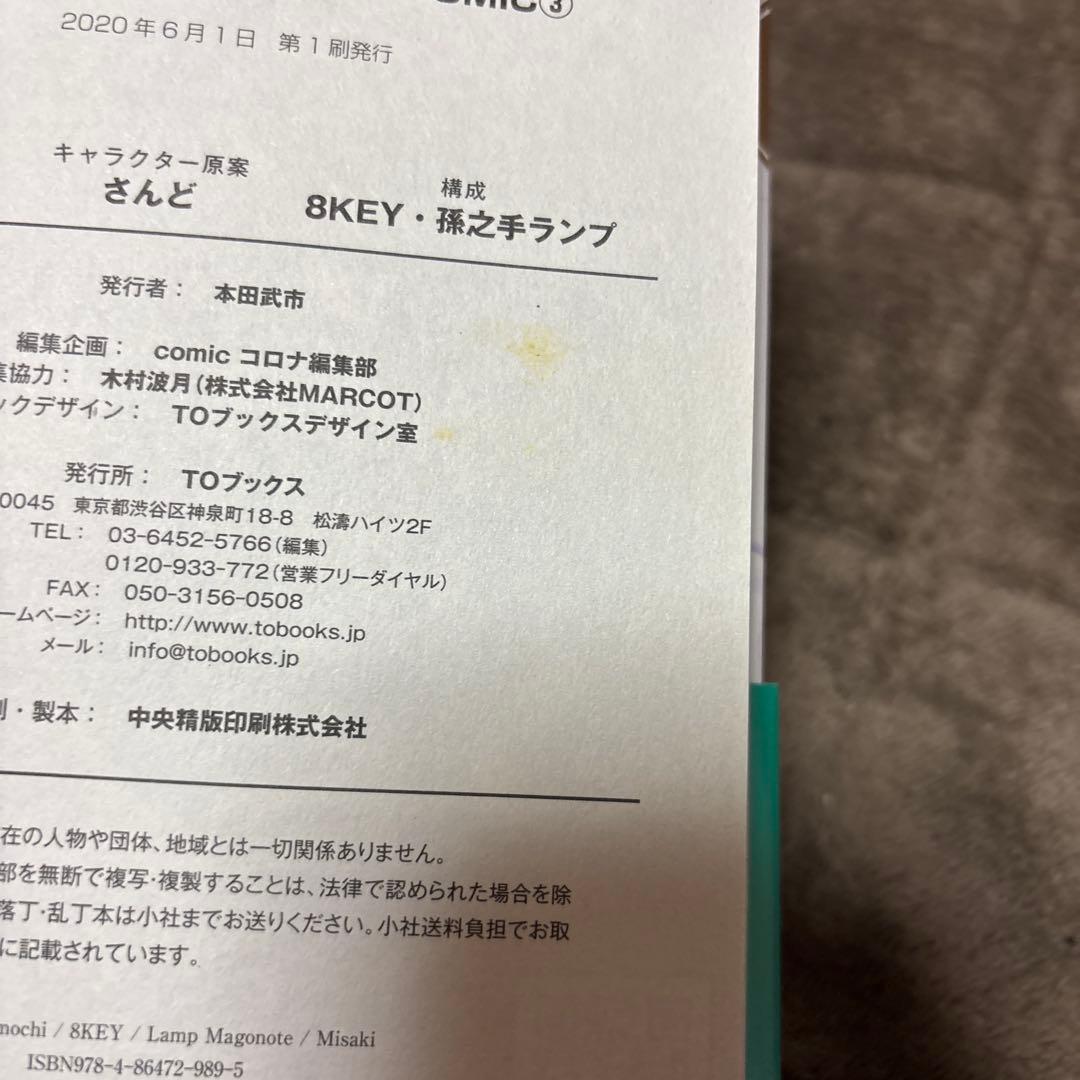 COMIC③
2020年6月1日 第1刷発行
キャラクター原案
さんど
構成
8KEY・孫之手ランプ
発行者： 本田武市
編集企画： comic コロナ編集部
集協力： 木村波月(株式会社MARCOT)
ックデザイン： TOブックスデザイン室
発行所： TOブックス
0045 東京都渋谷区神泉町18-8 松濤ハイツ2F
TEL： 03-6452-5766(編集)
0120-933-772(営業フリーダイヤル)
FAX： 050-3156-0508
ームページ： http://www.tobooks.jp
メール： info@tobooks.jp
刷・製本： 中央精版印刷株式会社
在の人物や団体、地域とは一切関係ありません。
部を無断で複写・複製することは、法律で認められた場合を除
落丁・乱丁本は小社までお送りください。小社送料負担でお取
に記載されています。
mochi / 8KEY / Lamp Magonote / Misaki
ISBN978-4-86472-989-5